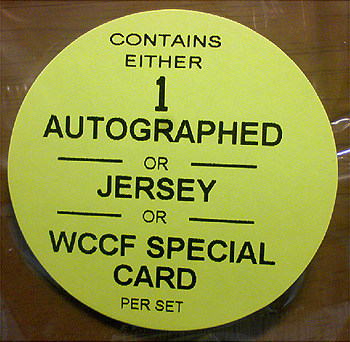 CONTAINS
EITHER
1
AUTOGRAPHED
OR
JERSEY
OR
WCCF SPECIAL
CARD
PER SET